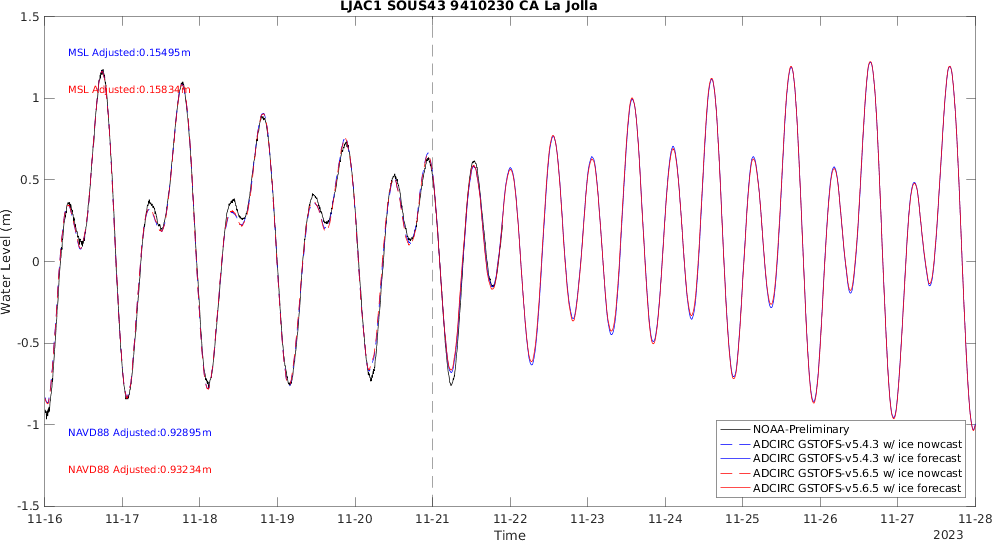 LJAC1 SOUS43 9410230 CA La Jolla
1.5
1
0.5
0
-0.5
-1
-1.5
Water Level (m)
MSL Adjusted:0.15495m
MSL Adjusted:0.15834m
NAVD88 Adjusted:0.92895m
NAVD88 Adjusted:0.93234m
NOAA-Preliminary
ADCIRC GSTOFS-v5.4.3 w/ ice nowcast
ADCIRC GSTOFS-v5.4.3 w/ ice forecast
ADCIRC GSTOFS-v5.6.5 w/ ice nowcast
ADCIRC GSTOFS-v5.6.5 w/ ice forecast
11-16 11-17 11-18 11-19 11-20 11-21 11-22 11-23 11-24 11-25 11-26 11-27 11-28
Time
2023